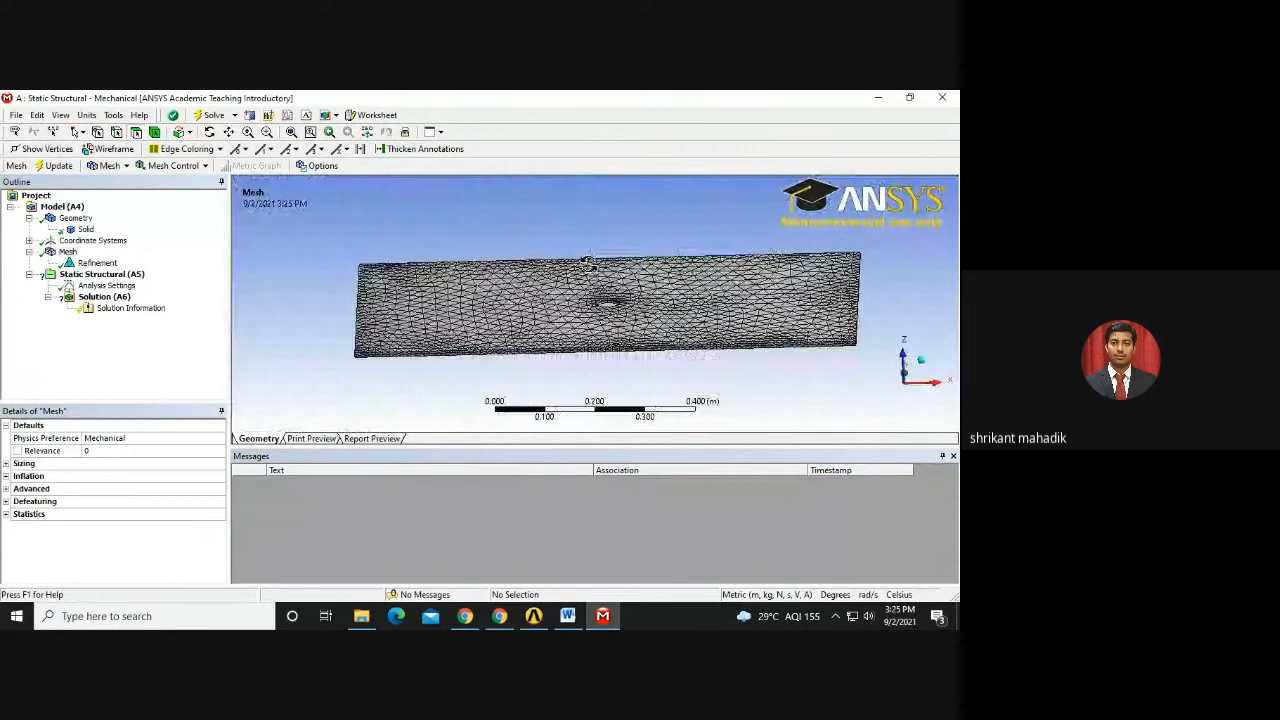 A : Static Structural - Mechanical [ANSYS Academic Teaching Introductory]
File Edit View Units Tools Help Solve Worksheet
Show Vertices Wireframe Edge Coloring Thicken Annotations
Mesh Update Mesh Mesh Control Metric Graph Options
Outline
Project
Model (A4)
Geometry
Solid
Coordinate Systems
Mesh
Refinement
Static Structural (A5)
Analysis Settings
Solution (A6)
Solution Information
Details of "Mesh"
Defaults
Physics Preference Mechanical
Relevance 0
Sizing
Inflation
Advanced
Defeaturing
Statistics
Mesh
9/2/2021 3:25 PM
ANSYS
Noncommercial use only
Z
X
0.000 0.200 0.400 (m)
0.100 0.300
Geometry Print Preview Report Preview
Messages
Text Association Timestamp
Press F1 for Help No Messages No Selection Metric (m, kg, N, s, V, A) Degrees rad/s Celsius
Type here to search
29°C AQI 155
3:25 PM
9/2/2021
3
shrikant mahadik